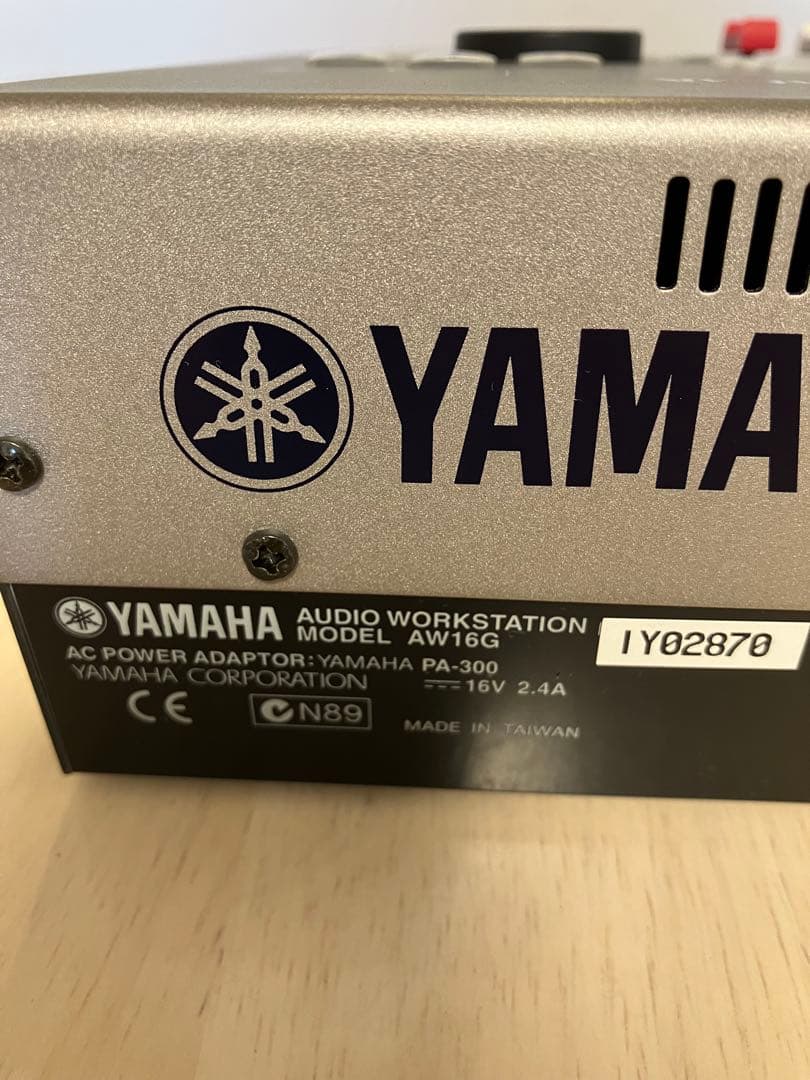 YAMA
YAMAHA AUDIO WORKSTATION
MODEL AW16G
IY02870
AC POWER ADAPTOR: YAMAHA PA-300
YAMAHA CORPORATION
16V 2.4A
CE
N89
MADE IN TAIWAN